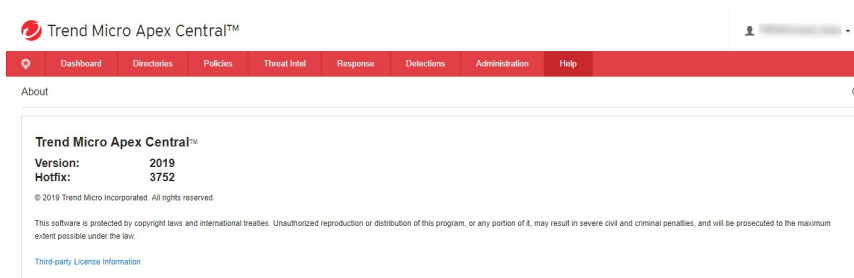 Trend Micro Apex Central™
Dashboard Directories Policies Threat Intel Response Detections Administration Help
About
Trend Micro Apex Central™
Version: 2019
Hotfix: 3752
© 2019 Trend Micro Incorporated. All rights reserved.
This software is protected by copyright laws and international treaties. Unauthorized reproduction or distribution of this program, or any portion of it, may result in severe civil and criminal penalties, and will be prosecuted to the maximum
extent possible under the law.
Third-party License Information